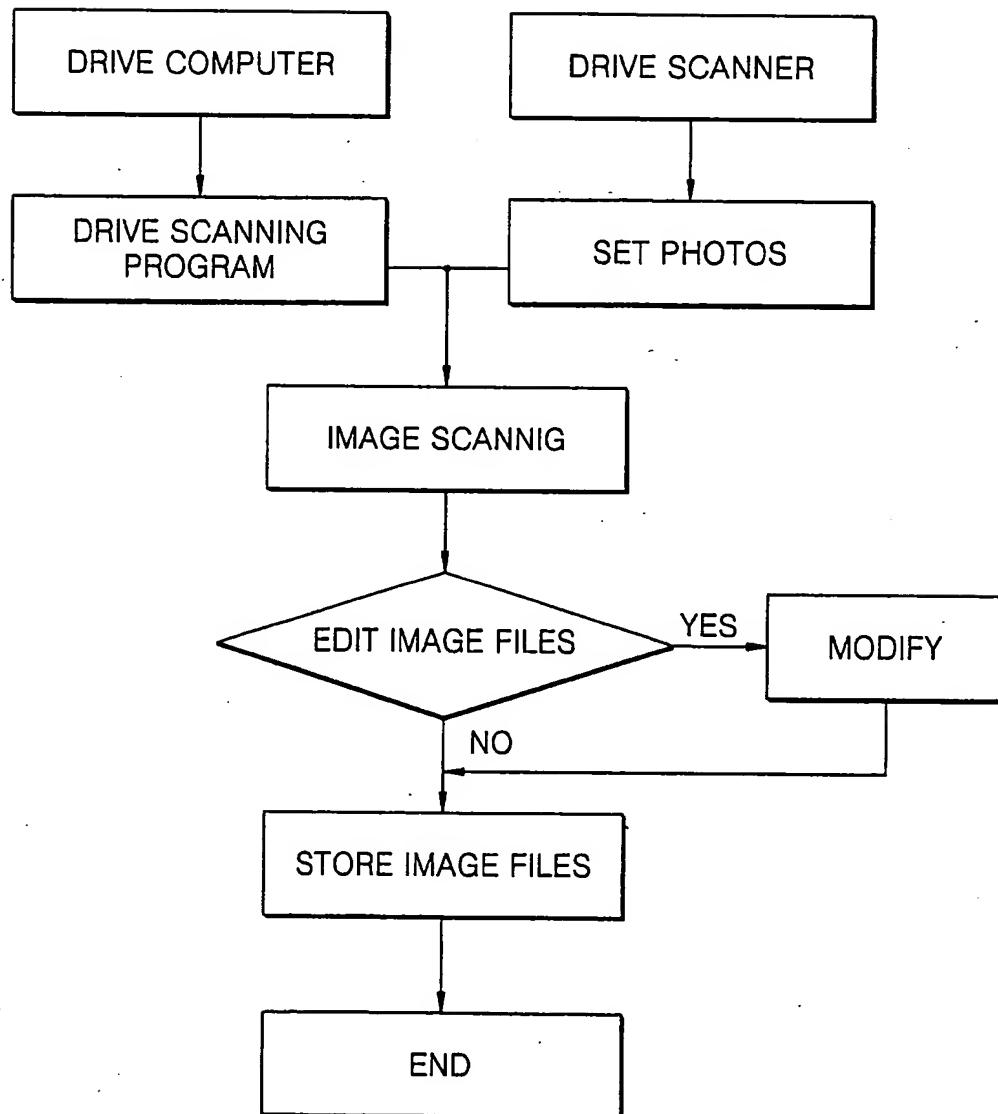 DRIVE COMPUTER
DRIVE SCANNER
DRIVE SCANNING
PROGRAM
SET PHOTOS
IMAGE SCANNIG
EDIT IMAGE FILES
YES
MODIFY
NO
STORE IMAGE FILES
END